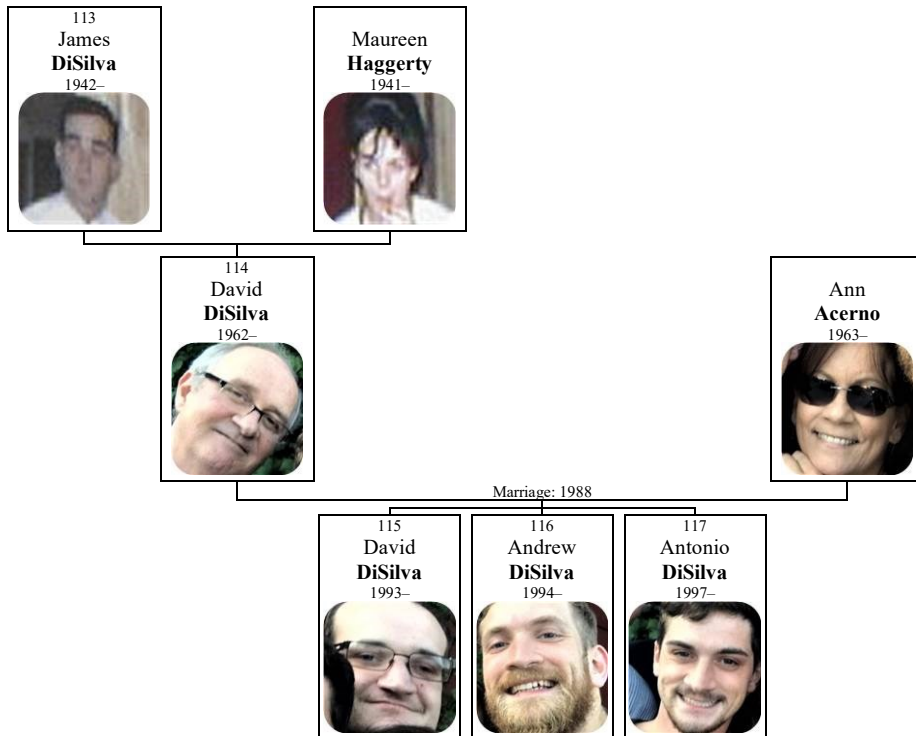 113
James
DiSilva
1942–
Maureen
Haggerty
1941–
114
David
DiSilva
1962–
Ann
Acerno
1963–
Marriage: 1988
115
David
DiSilva
1993–
116
Andrew
DiSilva
1994–
117
Antonio
DiSilva
1997–